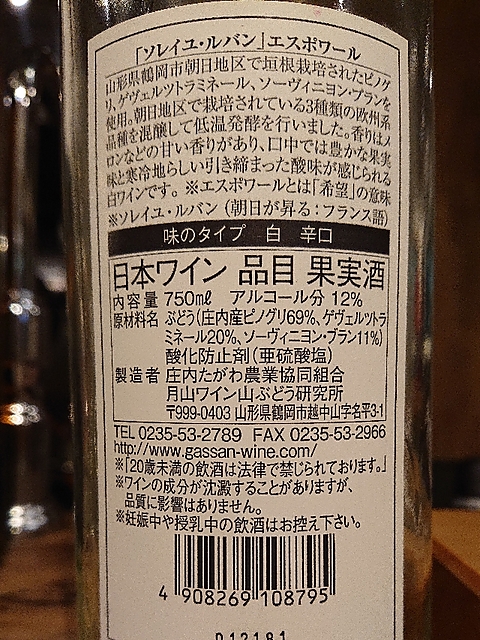 「ソレイユ・ルバン」エスポワール
山形県鶴岡市朝日地区で垣根栽培されたピノグ
リ、ゲヴェルツトラミネール、ソーヴィニヨン・ブランを
使用。朝日地区で栽培されている3種類の欧州系
品種を混醸して低温発酵を行いました。香りはメ
ロンなどの甘い香りがあり、口中では豊かな果実
味と寒冷地らしい引き締まった酸味が感じられる
白ワインです。※エスポワールとは「希望」の意味
※ソレイユ・ルバン（朝日が昇る：フランス語）
味のタイプ 白 辛口
日本ワイン 品目 果実酒
内容量 750㎖ アルコール分 12%
原材料名 ぶどう（庄内産ピノグリ69%、ゲヴェルツトラ
ミネール20%、ソーヴィニヨン・ブラン11%）
酸化防止剤（亜硫酸塩）
製造者 庄内たがわ農業協同組合
月山ワイン山ぶどう研究所
〒999-0403 山形県鶴岡市越中山字名平3-1
TEL 0235-53-2789 FAX 0235-53-2966
http://www.gassan-wine.com/
※「20歳未満の飲酒は法律で禁じられております。」
※ワインの成分が沈澱することがありますが、
品質に影響はありません。
※妊娠中や授乳中の飲酒はお控え下さい。
4 908269 108795